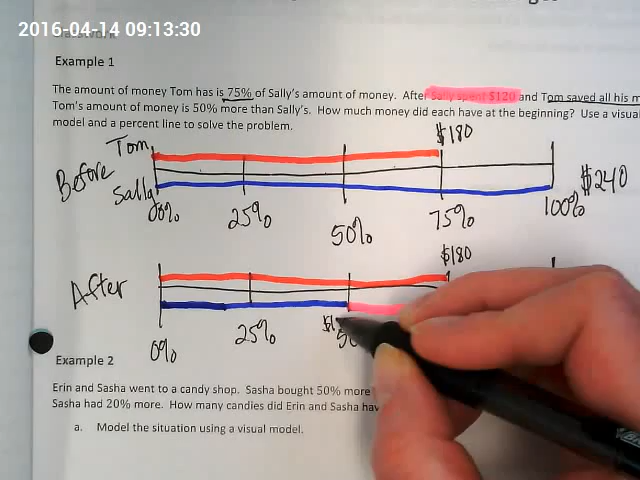 2016-04-14 09:13:30
Example 1
The amount of money Tom has is 75% of Sally's amount of money. After Sally spent $120 and Tom saved all his m
Tom's amount of money is 50% more than Sally's. How much money did each have at the beginning? Use a visual
model and a percent line to solve the problem.
Tom $180
Before
Sally $240
0% 25% 50% 75% 100%
$180
After
$1
0% 25% 50
Example 2
Erin and Sasha went to a candy shop. Sasha bought 50% more
Sasha had 20% more. How many candies did Erin and Sasha hav
a. Model the situation using a visual model.